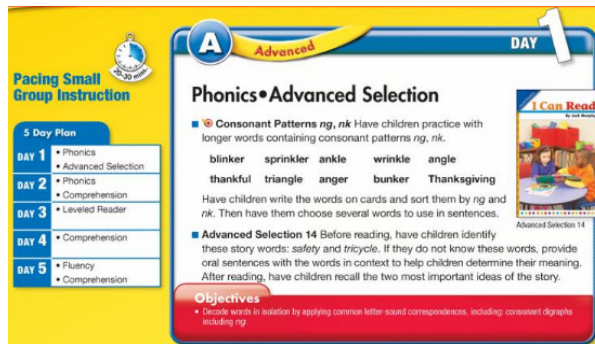 20-30 mins.
Pacing Small
Group Instruction
5 Day Plan
DAY 1
• Phonics
• Advanced Selection
DAY 2
• Phonics
• Comprehension
DAY 3
• Leveled Reader
DAY 4
• Comprehension
DAY 5
• Fluency
• Comprehension
A
Advanced
DAY 1
Phonics•Advanced Selection
Consonant Patterns ng, nk Have children practice with
longer words containing consonant patterns ng, nk.
blinker sprinkler ankle wrinkle angle
thankful triangle anger bunker Thanksgiving
Have children write the words on cards and sort them by ng and
nk. Then have them choose several words to use in sentences.
Advanced Selection 14 Before reading, have children identify
these story words: safety and tricycle. If they do not know these words, provide
oral sentences with the words in context to help children determine their meaning.
After reading, have children recall the two most important ideas of the story.
I Can Read
Advanced Selection 14
Objectives
• Decode words in isolation by applying common letter-sound correspondences, including: consonant digraphs
including ng.